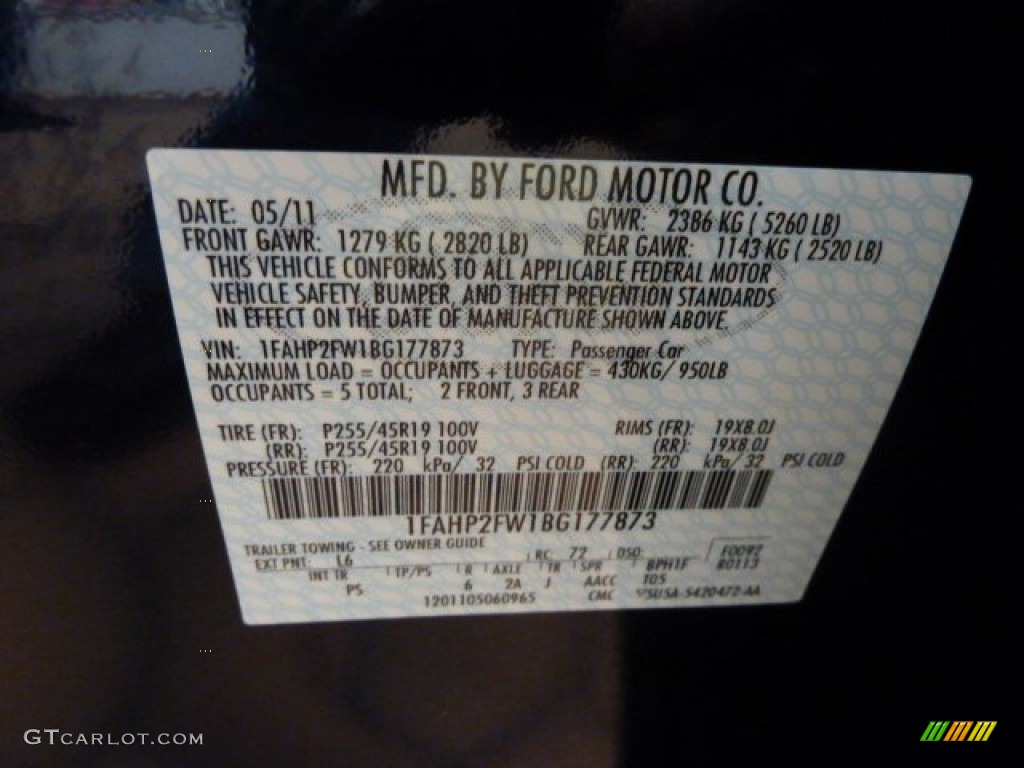 MFD. BY FORD MOTOR CO.
DATE: 05/11 GVWR: 2386 KG ( 5260 LB)
FRONT GAWR: 1279 KG ( 2820 LB) REAR GAWR: 1143 KG ( 2520 LB)
THIS VEHICLE CONFORMS TO ALL APPLICABLE FEDERAL MOTOR
VEHICLE SAFETY, BUMPER, AND THEFT PREVENTION STANDARDS
IN EFFECT ON THE DATE OF MANUFACTURE SHOWN ABOVE.
VIN: 1FAHP2FW1BG177873 TYPE: Passenger Car
MAXIMUM LOAD = OCCUPANTS + LUGGAGE = 430KG/ 950LB
OCCUPANTS = 5 TOTAL; 2 FRONT, 3 REAR
TIRE (FR): P255/45R19 100V RIMS (FR): 19X8.0J
(RR): P255/45R19 100V (RR): 19X8.0J
PRESSURE (FR): 220 kPa/ 32 PSI COLD (RR): 220 kPa/ 32 PSI COLD
1FAHP2FW1BG177873
TRAILER TOWING - SEE OWNER GUIDE
EXT PNT: L6 RC: 72 DSO: F0092
INT TR TP/PS R AXLE TR SPR BPH1F R0113
PS 6 2A J AACC TOS
1201105060965 CMC 5U5A-5420472-AA
GTCARLOT.COM